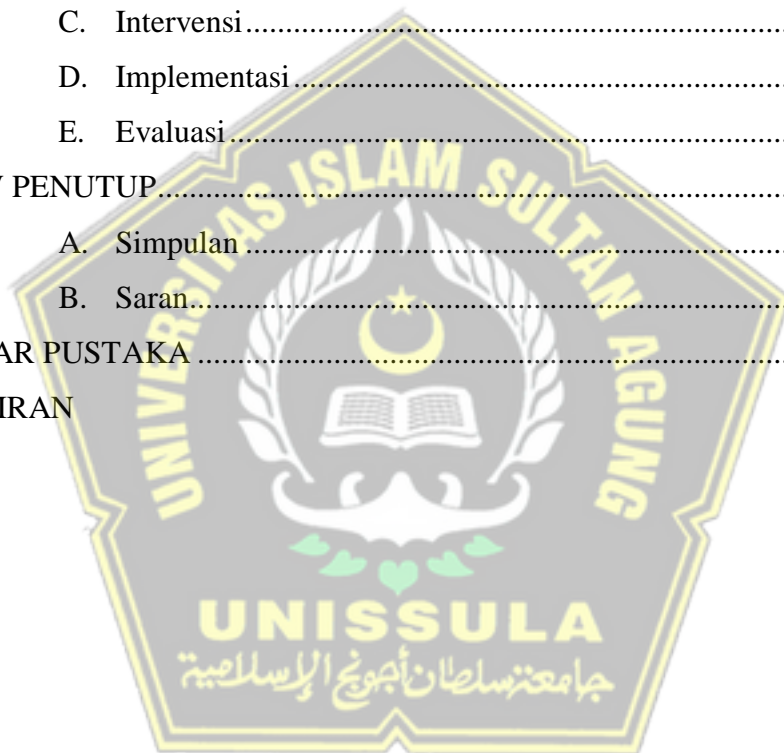 C. Intervensi
D. Implementasi
E. Evaluasi
PENUTUP
A. Simpulan
B. Saran
AR PUSTAKA
IRAN
UNIVERSITAS ISLAM SULTAN AGUNG
UNISSULA
جامعة سلطان أجونج الإسلامية